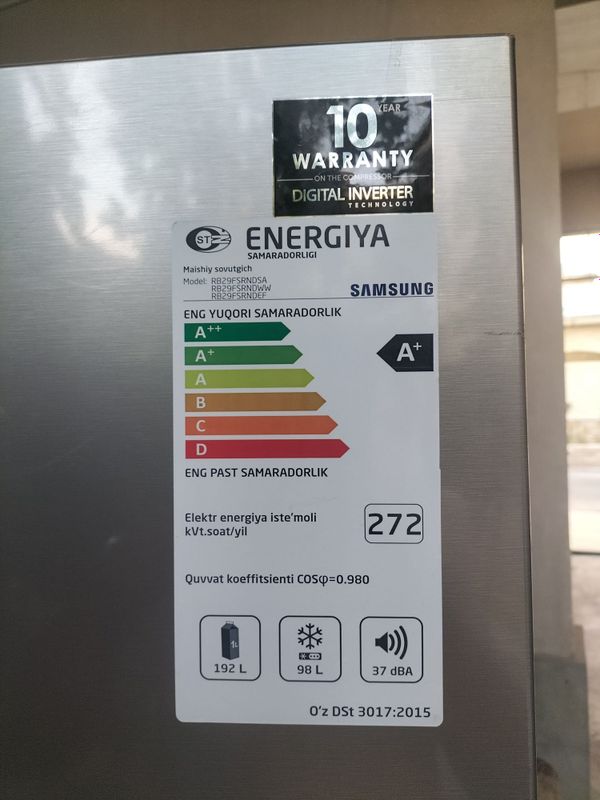 10 YEAR
WARRANTY
ON THE COMPRESSOR
DIGITAL INVERTER
TECHNOLOGY
ST ENERGIYA
SAMARADORLIGI
Maishiy sovutgich
Model: RB29FSRNDSA
RB29FSRNDWW
RB29FSRNDEF
SAMSUNG
ENG YUQORI SAMARADORLIK
A++
A+
A+
A
B
C
D
ENG PAST SAMARADORLIK
Elektr energiya iste'moli
kVt.soat/yil
272
Quvvat koeffitsienti COSφ=0.980
1L
192 L
98 L
37 dBA
O'z DSt 3017:2015